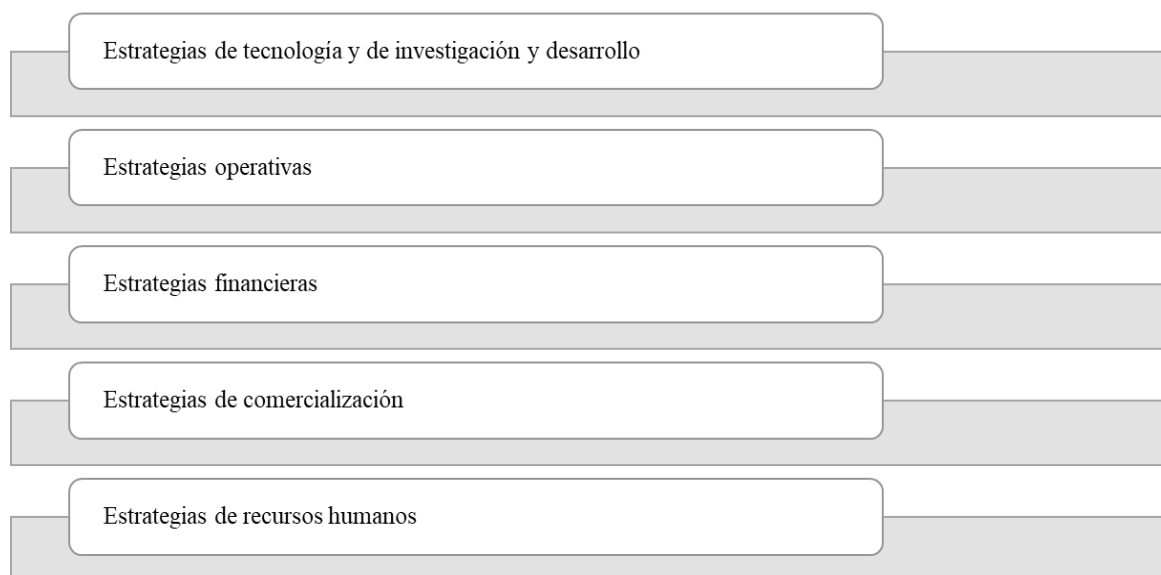 Estrategias de tecnología y de investigación y desarrollo
Estrategias operativas
Estrategias financieras
Estrategias de comercialización
Estrategias de recursos humanos